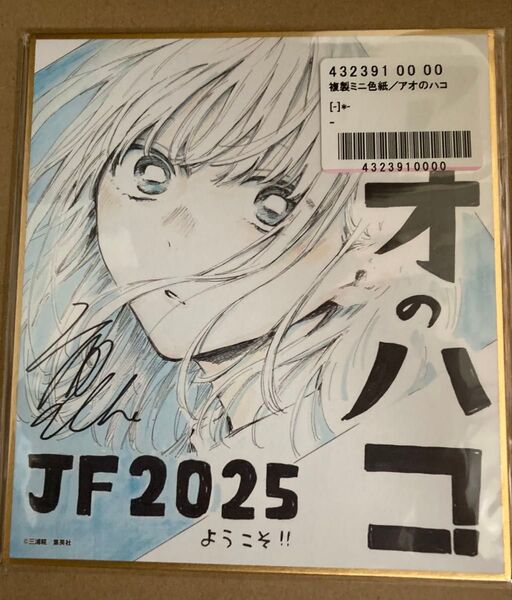 432391 00 00
複製ミニ色紙/アオのハコ
[-]*-
-
4323910000
オのハコ
JF2025
ようこそ!!
©三浦糀 集英社